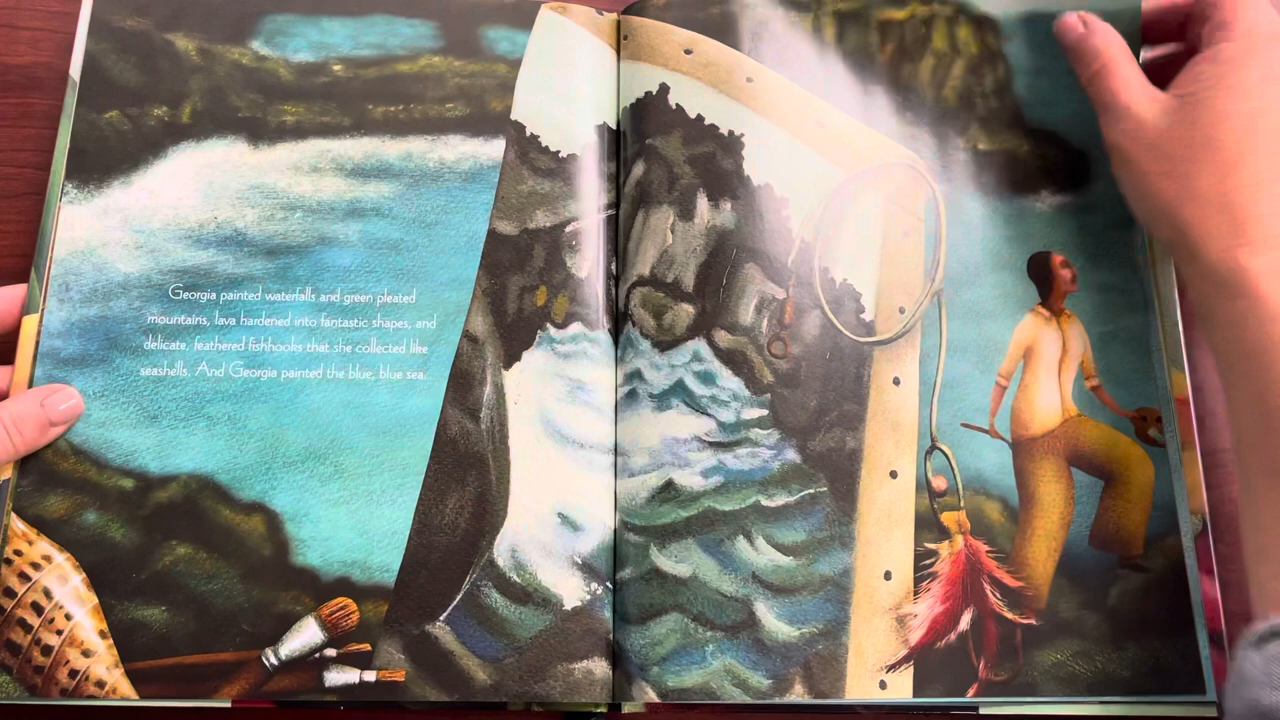 Georgia painted waterfalls and green pleated
mountains, lava hardened into fantastic shapes, and
delicate, feathered fishhooks that she collected like
seashells. And Georgia painted the blue, blue sea.